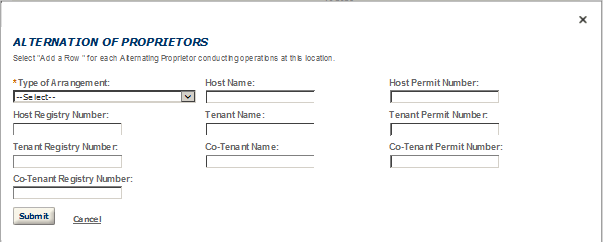 ×
ALTERNATION OF PROPRIETORS
Select "Add a Row " for each Alternating Proprietor conducting operations at this location.
*Type of Arrangement: Host Name: Host Permit Number:
--Select--
Host Registry Number: Tenant Name: Tenant Permit Number:
Tenant Registry Number: Co-Tenant Name: Co-Tenant Permit Number:
Co-Tenant Registry Number:
Submit Cancel